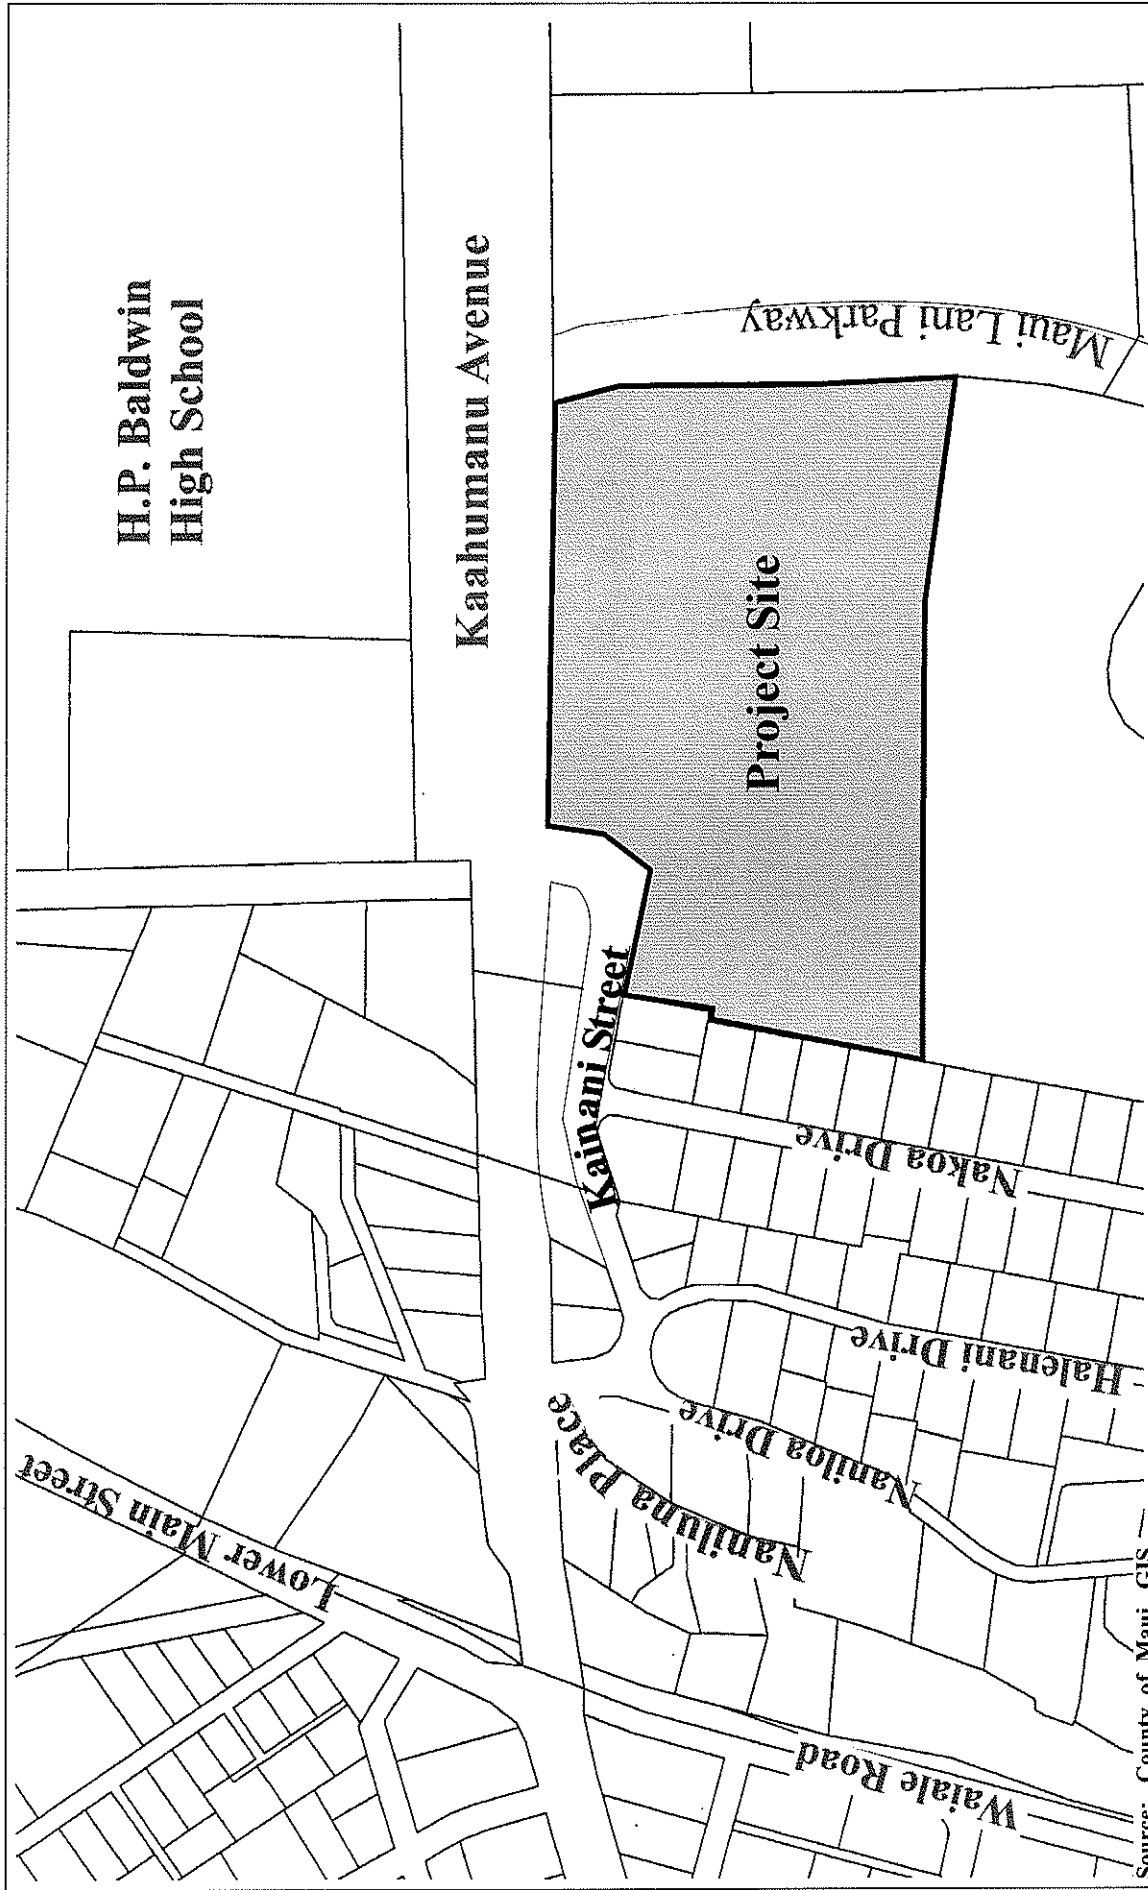 H.P. Baldwin
High School
Kaahumanu Avenue
Maui Lani Parkway
Project Site
Kainani Street
Nakoa Drive
Halenani Drive
Naniloa Drive
Naniluna Place
Lower Main Street
Waiale Road
Source: County of Maui, GIS